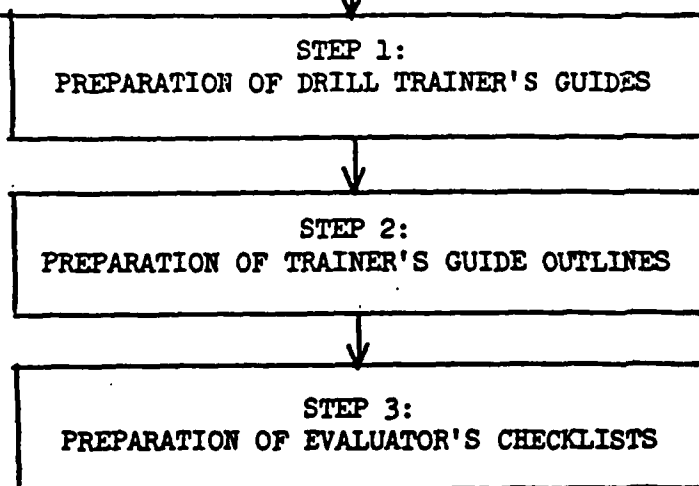 STEP 1:
PREPARATION OF DRILL TRAINER'S GUIDES
STEP 2:
PREPARATION OF TRAINER'S GUIDE OUTLINES
STEP 3:
PREPARATION OF EVALUATOR'S CHECKLISTS